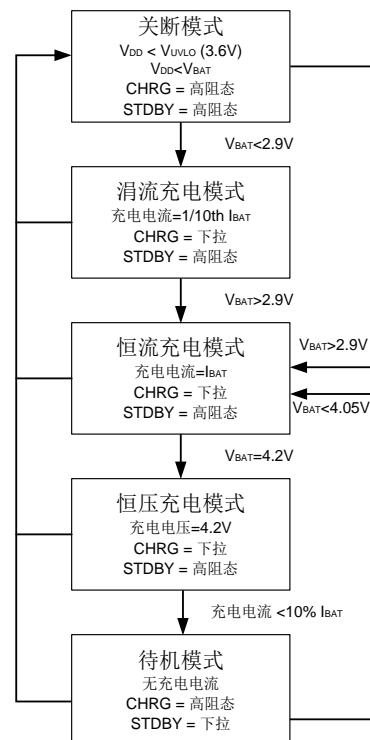 关断模式
VDD < VUVLO (3.6V)
VDD<VBAT
CHRG = 高阻态
STDBY = 高阻态
VBAT<2.9V
涓流充电模式
充电电流=1/10th IBAT
CHRG = 下拉
STDBY = 高阻态
VBAT>2.9V
恒流充电模式
充电电流=IBAT
CHRG = 下拉
STDBY = 高阻态
VBAT>2.9V
VBAT<4.05V
VBAT=4.2V
恒压充电模式
充电电压=4.2V
CHRG = 下拉
STDBY = 高阻态
充电电流 <10% IBAT
待机模式
无充电电流
CHRG = 高阻态
STDBY = 下拉